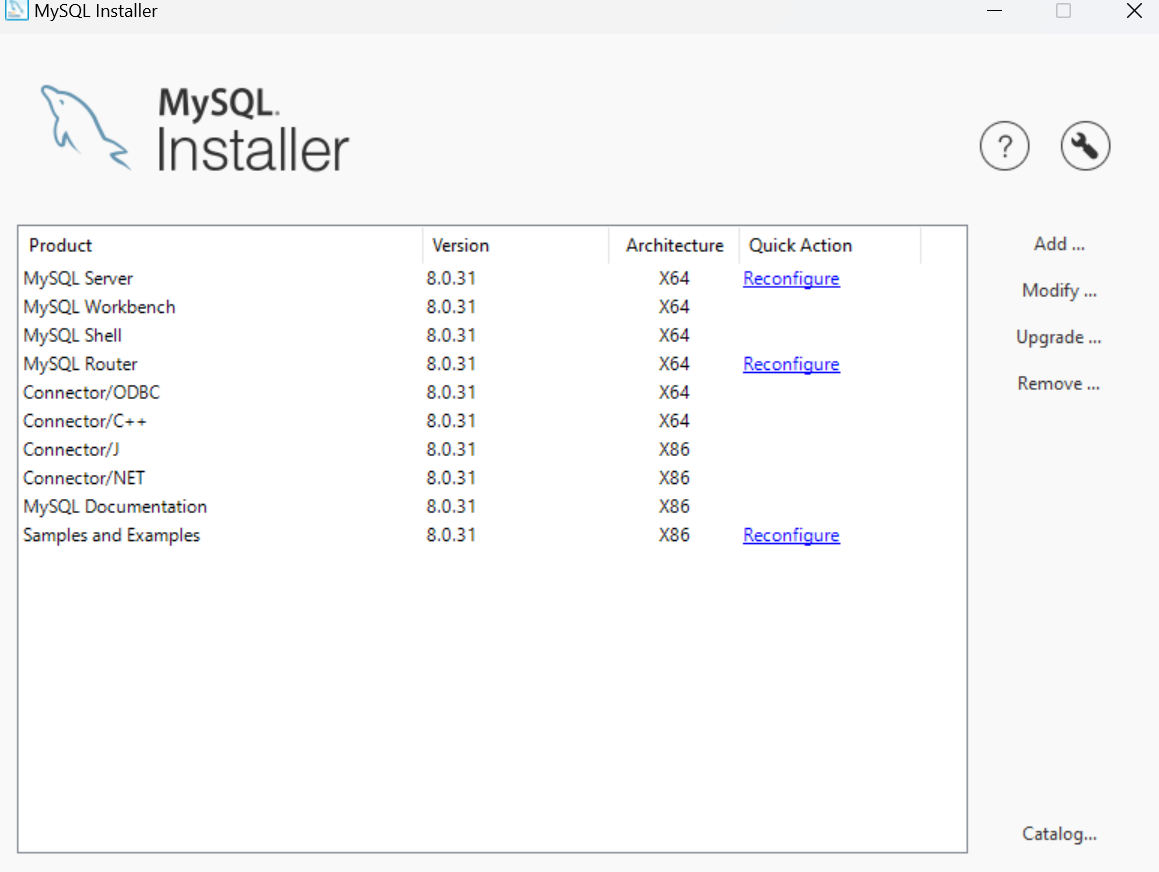 MySQL Installer
MySQL.
Installer
?
Product Version Architecture Quick Action
MySQL Server 8.0.31 X64 Reconfigure
MySQL Workbench 8.0.31 X64
MySQL Shell 8.0.31 X64
MySQL Router 8.0.31 X64 Reconfigure
Connector/ODBC 8.0.31 X64
Connector/C++ 8.0.31 X64
Connector/J 8.0.31 X86
Connector/NET 8.0.31 X86
MySQL Documentation 8.0.31 X86
Samples and Examples 8.0.31 X86 Reconfigure
Add ...
Modify ...
Upgrade ...
Remove ...
Catalog...